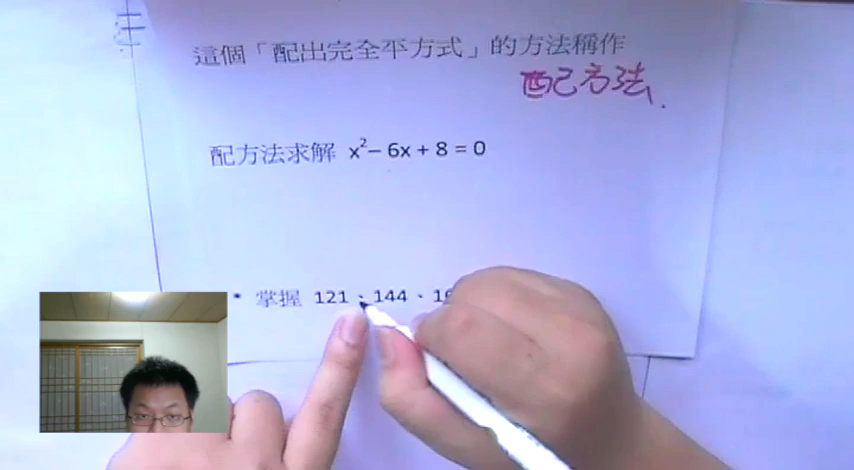 這個「配出完全平方式」的方法稱作
配方法.
配方法求解 x²− 6x + 8 = 0
• 掌握 121、144、16